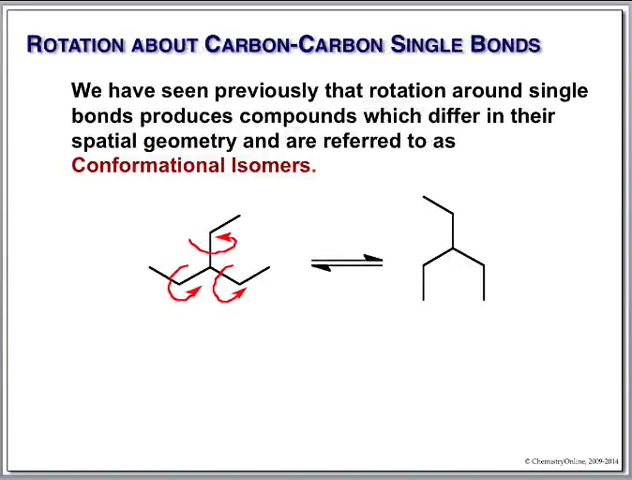 ROTATION ABOUT CARBON-CARBON SINGLE BONDS
We have seen previously that rotation around single
bonds produces compounds which differ in their
spatial geometry and are referred to as
Conformational Isomers.
© ChemistryOnline, 2009-2014